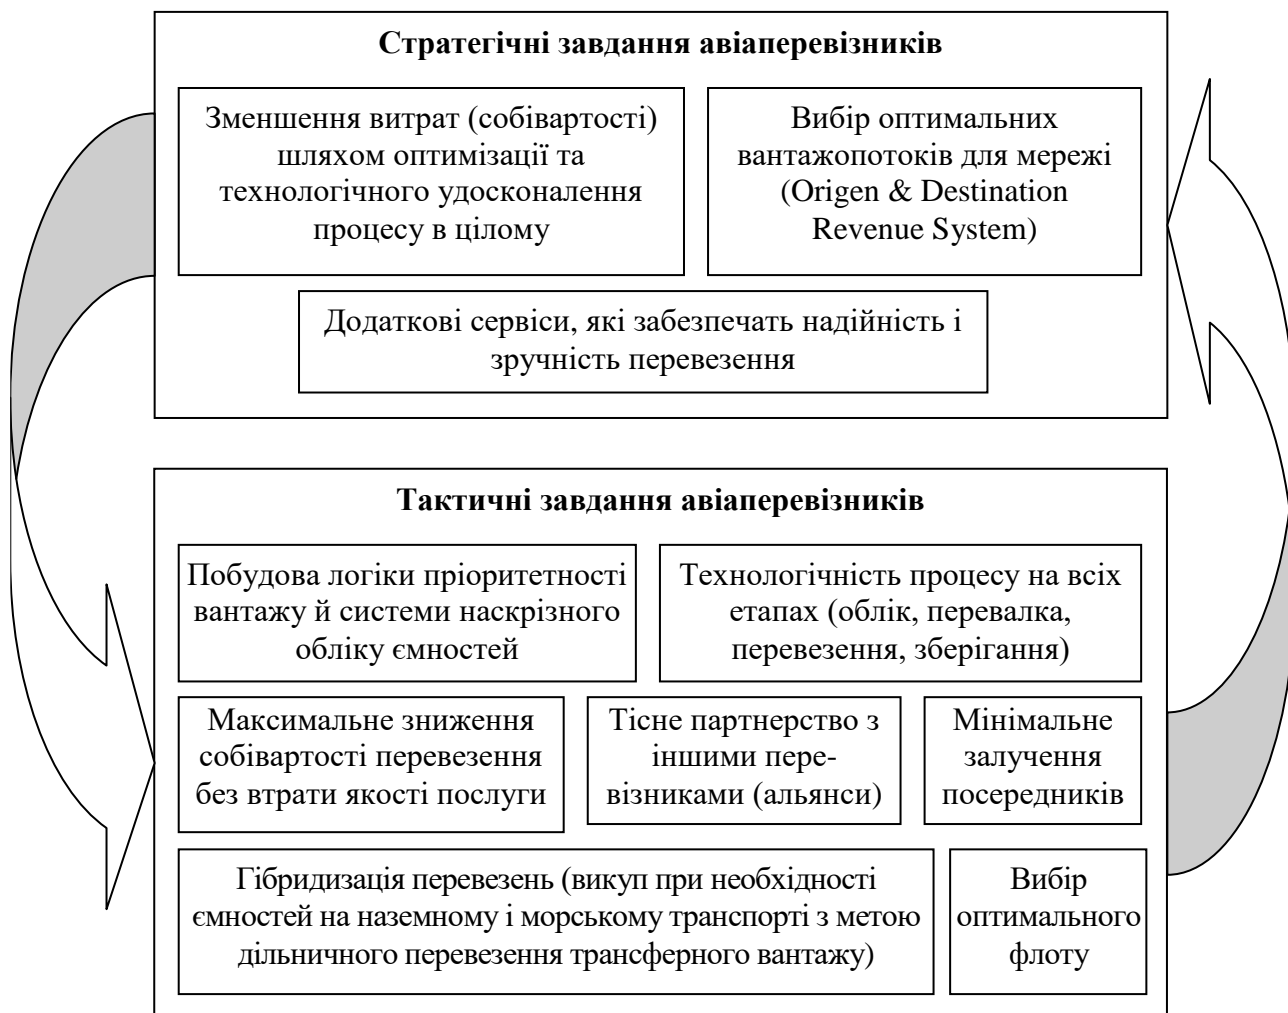 Стратегічні завдання авіаперевізників
Зменшення витрат (собівартості)
шляхом оптимізації та
технологічного удосконалення
процесу в цілому
Вибір оптимальних
вантажопотоків для мережі
(Origen & Destination
Revenue System)
Додаткові сервіси, які забезпечать надійність і
зручність перевезення
Тактичні завдання авіаперевізників
Побудова логіки пріоритетності
вантажу й системи наскрізного
обліку ємностей
Технологічність процесу на всіх
етапах (облік, перевалка,
перевезення, зберігання)
Максимальне зниження
собівартості перевезення
без втрати якості послуги
Тісне партнерство з
іншими пере-
візниками (альянси)
Мінімальне
залучення
посередників
Гібридизація перевезень (викуп при необхідності
ємностей на наземному і морському транспорті з метою
дільничного перевезення трансферного вантажу)
Вибір
оптимального
флоту